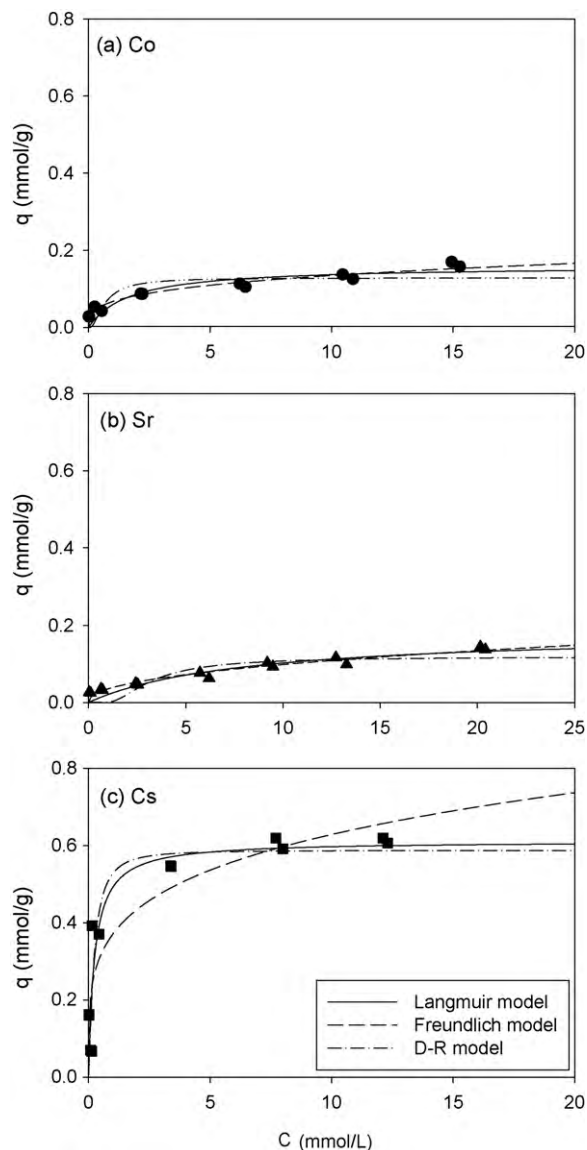 (a) Co
0.8
0.6
0.4
0.2
0.0
q (mmol/g)
0 5 10 15 20
(b) Sr
0.8
0.6
0.4
0.2
0.0
q (mmol/g)
0 5 10 15 20 25
(c) Cs
0.8
0.6
0.4
0.2
0.0
q (mmol/g)
Langmuir model
Freundlich model
D-R model
0 5 10 15 20
C (mmol/L)